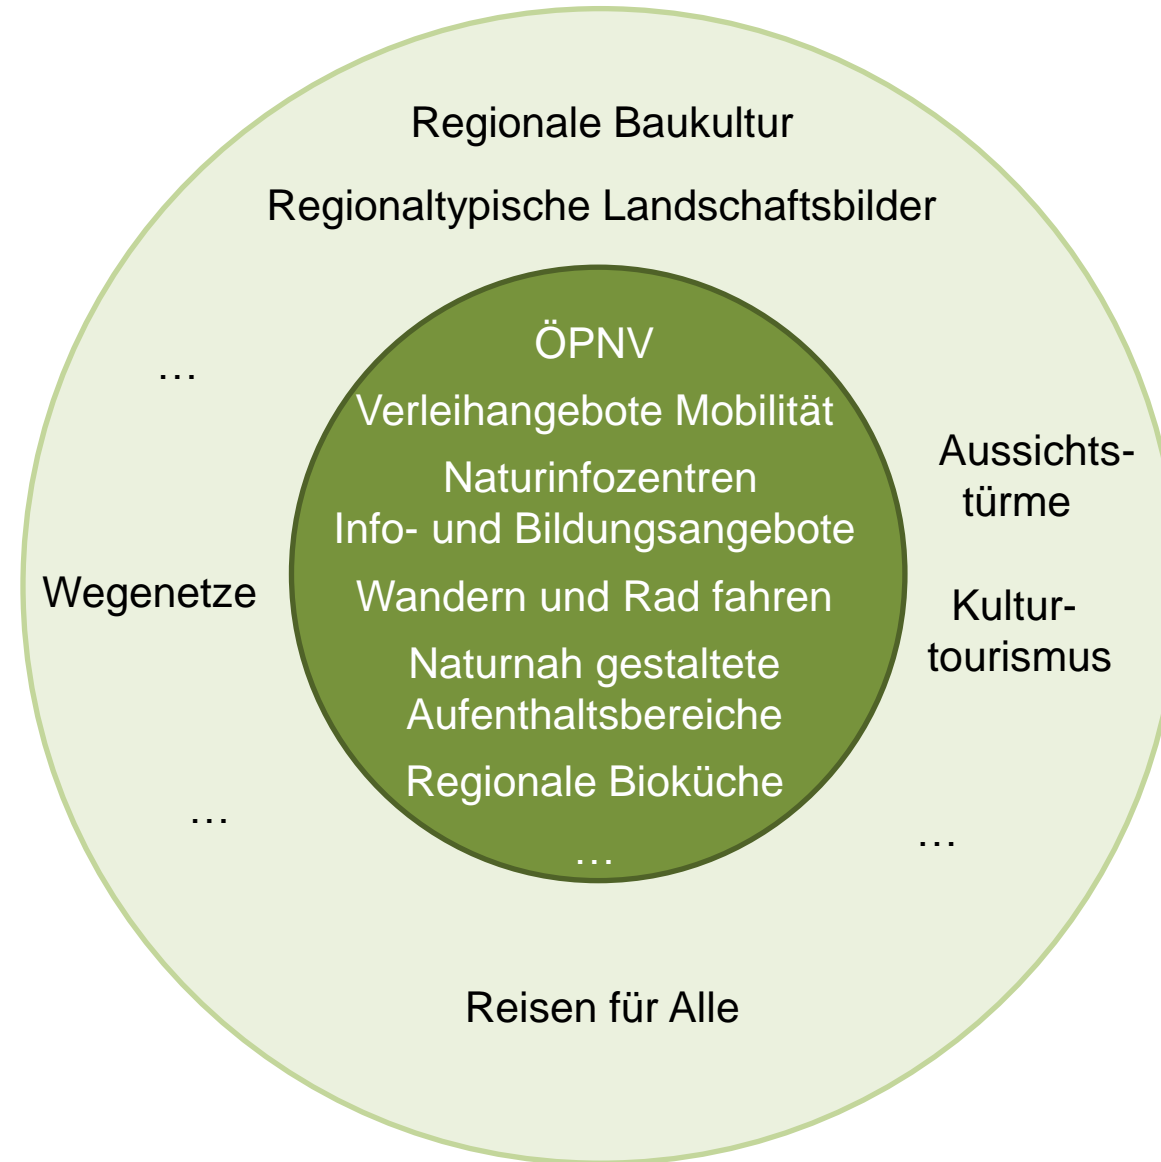 Regionale Baukultur
Regionaltypische Landschaftsbilder
ÖPNV
…
Verleihangebote Mobilität
Naturinfozentren
Info- und Bildungsangebote
Aussichts-
türme
Wegenetze
Wandern und Rad fahren
Kultur-
tourismus
Naturnah gestaltete
Aufenthaltsbereiche
Regionale Bioküche
…
…
…
Reisen für Alle